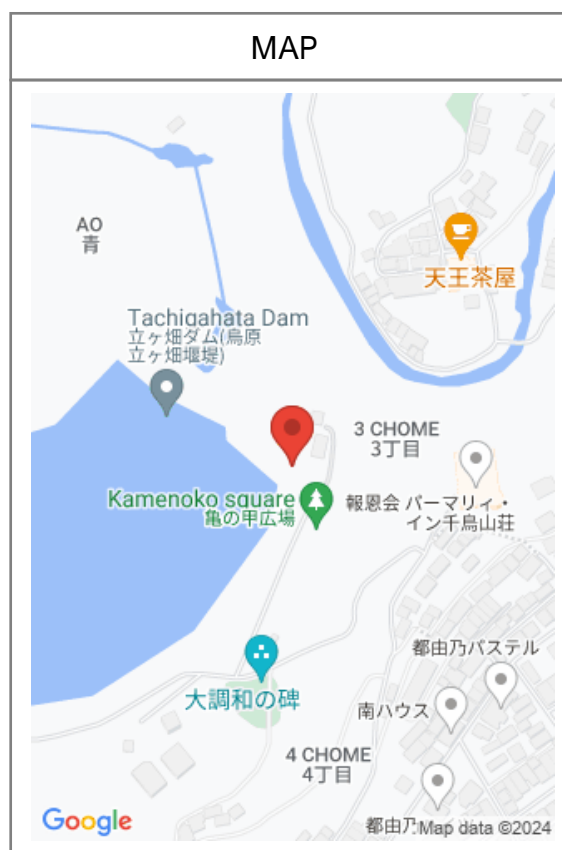 MAP
AO
青
天王茶屋
Tachigahata Dam
立ヶ畑ダム(烏原
立ヶ畑堰堤)
3 CHOME
3丁目
Kamenoko square
亀の甲広場
報恩会 パーマリィ・
イン千鳥山荘
都由乃パステル
大調和の碑
南ハウス
4 CHOME
4丁目
Google
都由乃
Map data ©2024